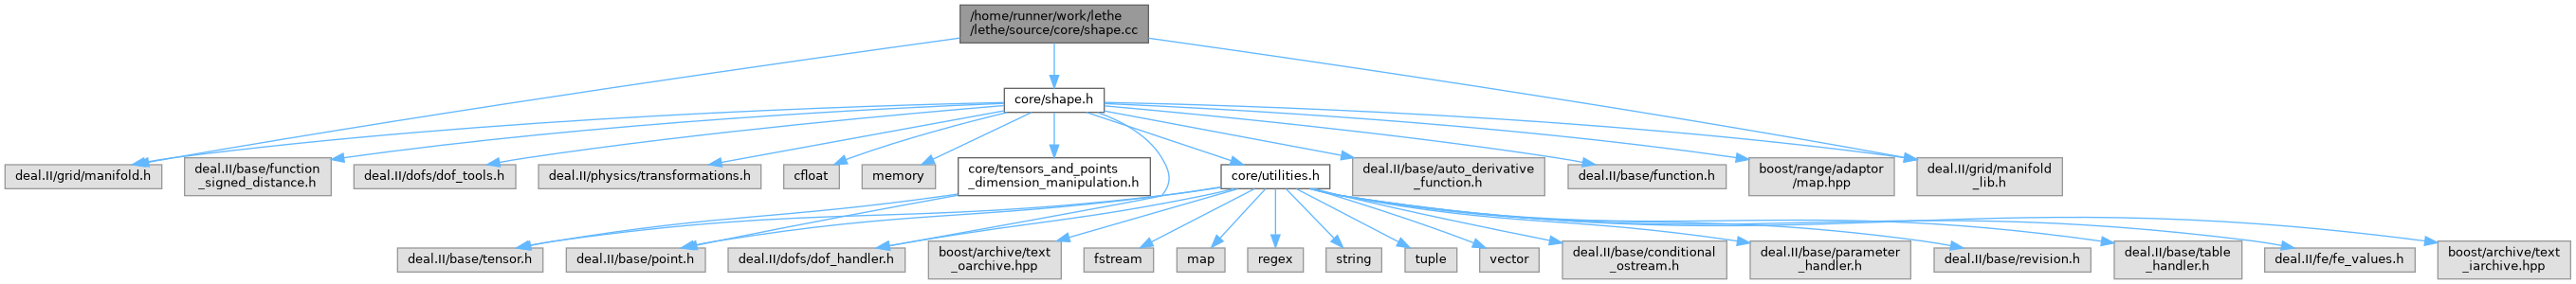 /home/runner/work/lethe
/lethe/source/core/shape.cc
core/shape.h
deal.II/grid/manifold.h
deal.II/base/function
_signed_distance.h
deal.II/dofs/dof_tools.h
deal.II/physics/transformations.h
cfloat
memory
core/tensors_and_points
_dimension_manipulation.h
core/utilities.h
deal.II/base/auto_derivative
_function.h
deal.II/base/function.h
boost/range/adaptor
/map.hpp
deal.II/grid/manifold
_lib.h
deal.II/base/tensor.h
deal.II/base/point.h
deal.II/dofs/dof_handler.h
boost/archive/text
_oarchive.hpp
fstream
map
regex
string
tuple
vector
deal.II/base/conditional
_ostream.h
deal.II/base/parameter
_handler.h
deal.II/base/revision.h
deal.II/base/table
_handler.h
deal.II/fe/fe_values.h
boost/archive/text
_iarchive.hpp